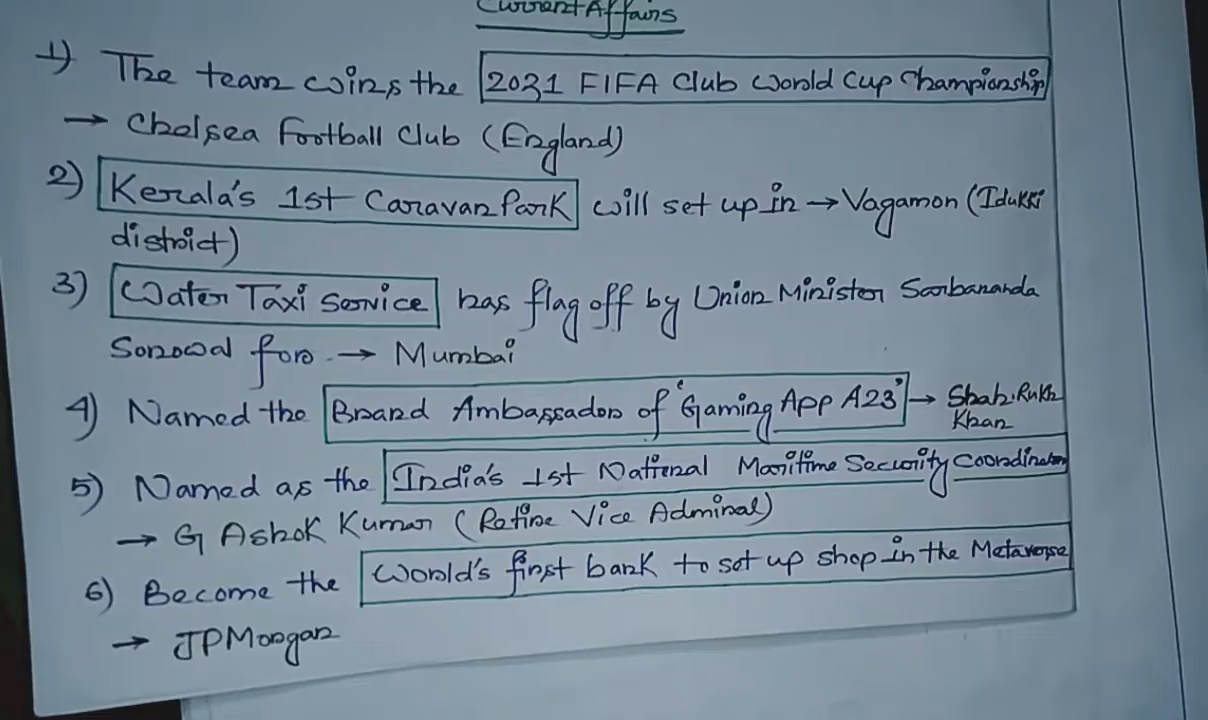 Current Affairs
1) The team wins the 2021 FIFA Club World Cup Championship
→ Chelsea Football Club (England)
2) Kerala's 1st Caravan Park will set up in → Vagamon (Idukki
district)
3) Water Taxi Service has flag off by Union Minister Sarbananda
Sonowal from → Mumbai
4) Named the Brand Ambassador of 'Gaming App A23' → Shah Rukh
Khan
5) Named as the India's 1st National Maritime Security Coordinator
→ G Ashok Kumar (Retire Vice Admiral)
6) Become the World's first bank to set up shop in the Metaverse
→ JPMorgan